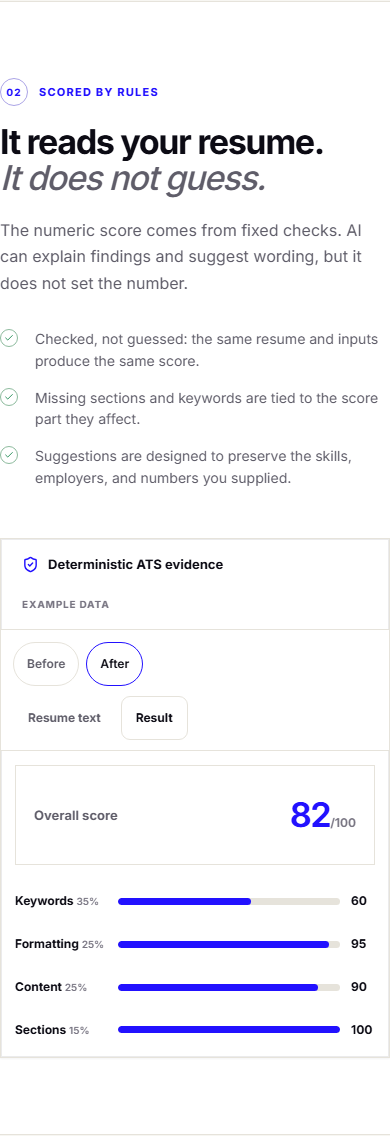 02 SCORED BY RULES
It reads your resume.
It does not guess.
The numeric score comes from fixed checks. AI
can explain findings and suggest wording, but it
does not set the number.
Checked, not guessed: the same resume and inputs
produce the same score.
Missing sections and keywords are tied to the score
part they affect.
Suggestions are designed to preserve the skills,
employers, and numbers you supplied.
Deterministic ATS evidence
EXAMPLE DATA
Before After
Resume text Result
Overall score 82/100
Keywords 35% 60
Formatting 25% 95
Content 25% 90
Sections 15% 100